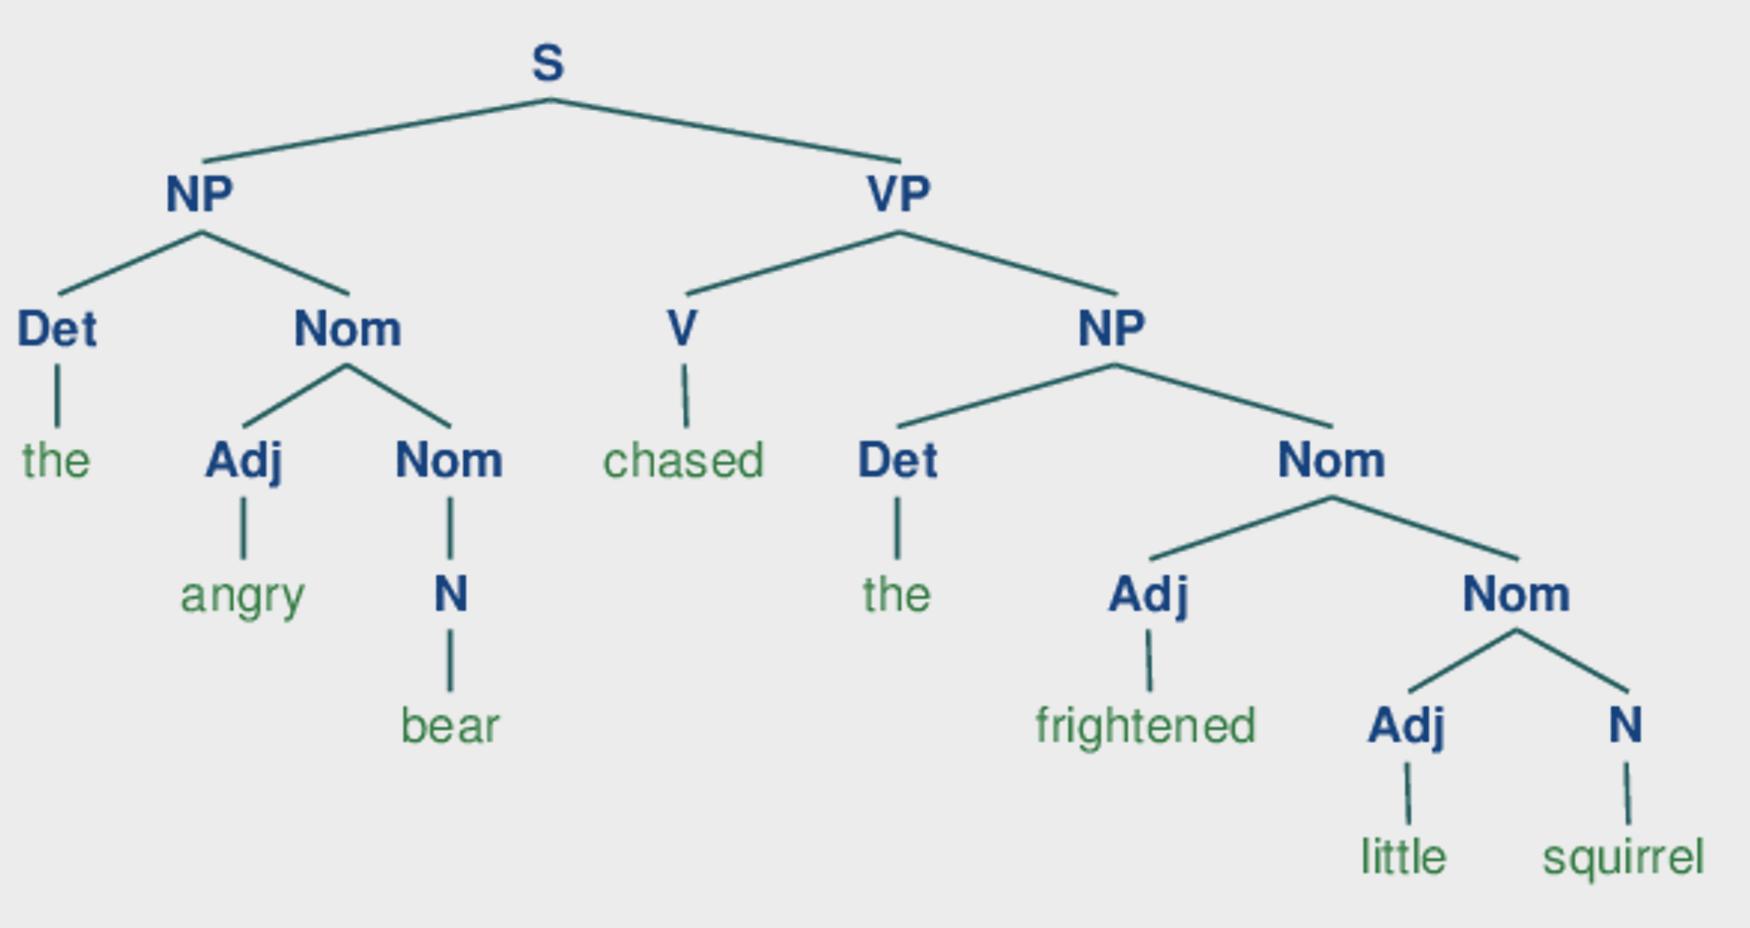 S
NP VP
Det Nom V NP
the Adj Nom chased Det Nom
angry N the Adj Nom
bear frightened Adj N
little squirrel